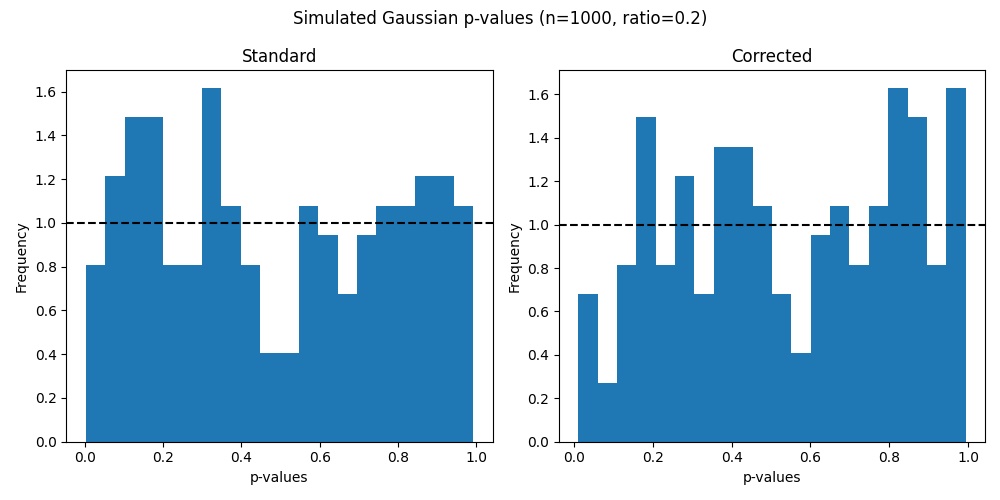 Simulated Gaussian p-values (n=1000, ratio=0.2)
Standard
1.6
1.4
1.2
1.0
0.8
0.6
0.4
0.2
0.0
Frequency
0.0 0.2 0.4 0.6 0.8 1.0
p-values
Corrected
1.6
1.4
1.2
1.0
0.8
0.6
0.4
0.2
0.0
Frequency
0.0 0.2 0.4 0.6 0.8 1.0
p-values